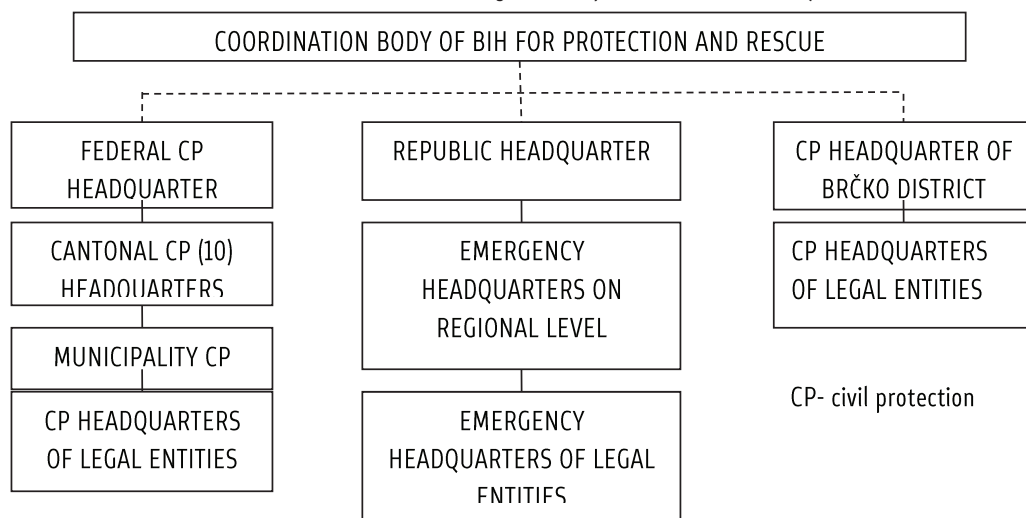 COORDINATION BODY OF BIH FOR PROTECTION AND RESCUE
FEDERAL CP
HEADQUARTER
REPUBLIC HEADQUARTER
CP HEADQUARTER OF
BRČKO DISTRICT
CANTONAL CP (10)
HEADQUARTERS
EMERGENCY
HEADQUARTERS ON
REGIONAL LEVEL
CP HEADQUARTERS
OF LEGAL ENTITIES
MUNICIPALITY CP
CP HEADQUARTERS
OF LEGAL ENTITIES
EMERGENCY
HEADQUARTERS OF LEGAL
ENTITIES
CP- civil protection